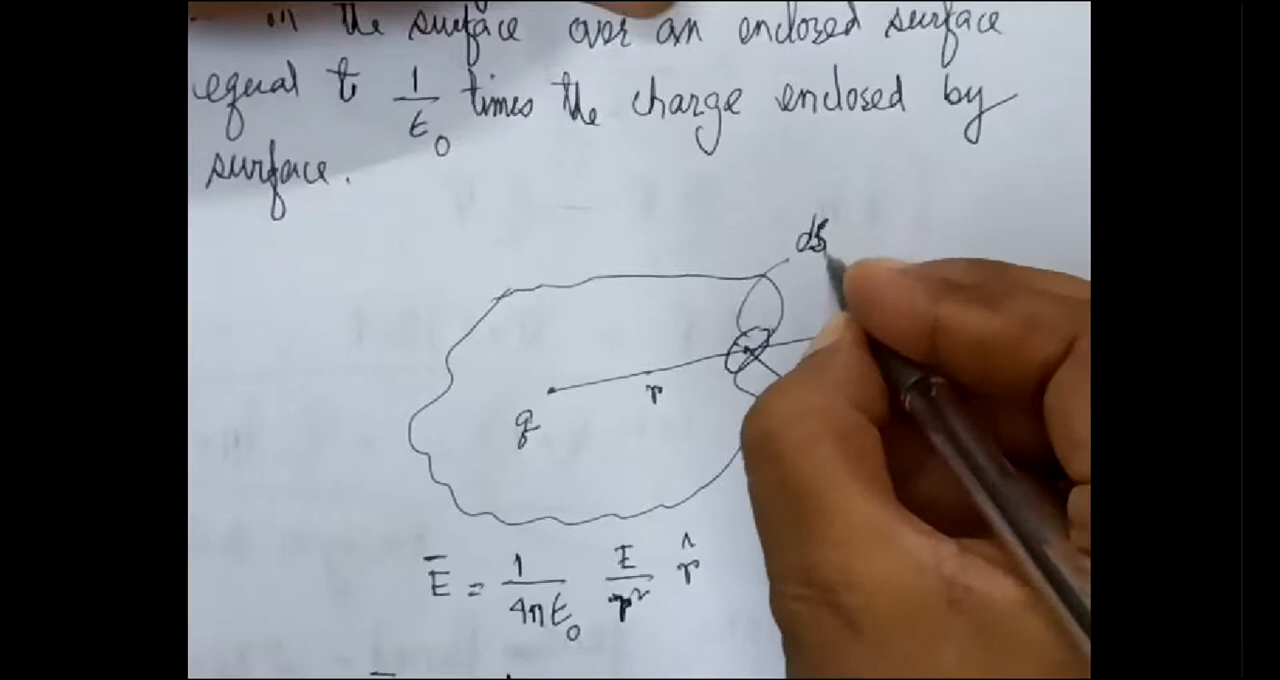 the surface over an enclosed surface
equal to 1/ε₀ times the charge enclosed by
surface.
ds
r
q
E̅ = 1/4πε₀ E/r² r̂